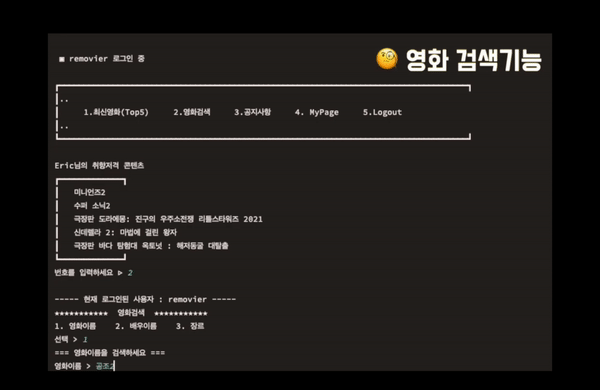 영화 검색기능
▣ removier 로그인 중
..
1.최신영화(Top5) 2.영화검색 3.공지사항 4. MyPage 5.Logout
..
Eric님의 취향저격 콘텐츠
미니언즈2
수퍼 소닉2
극장판 도라에몽: 진구의 우주소전쟁 리틀스타워즈 2021
신데렐라 2: 마법에 걸린 왕자
극장판 바다 탐험대 옥토넛 : 해저동굴 대탈출
번호를 입력하세요 ▷ 2
----- 현재 로그인된 사용자 : removier -----
★★★★★★★★★★★ 영화검색 ★★★★★★★★★★★
1. 영화이름 2. 배우이름 3. 장르
선택 > 1
=== 영화이름을 검색하세요 ===
영화이름 > 공조2